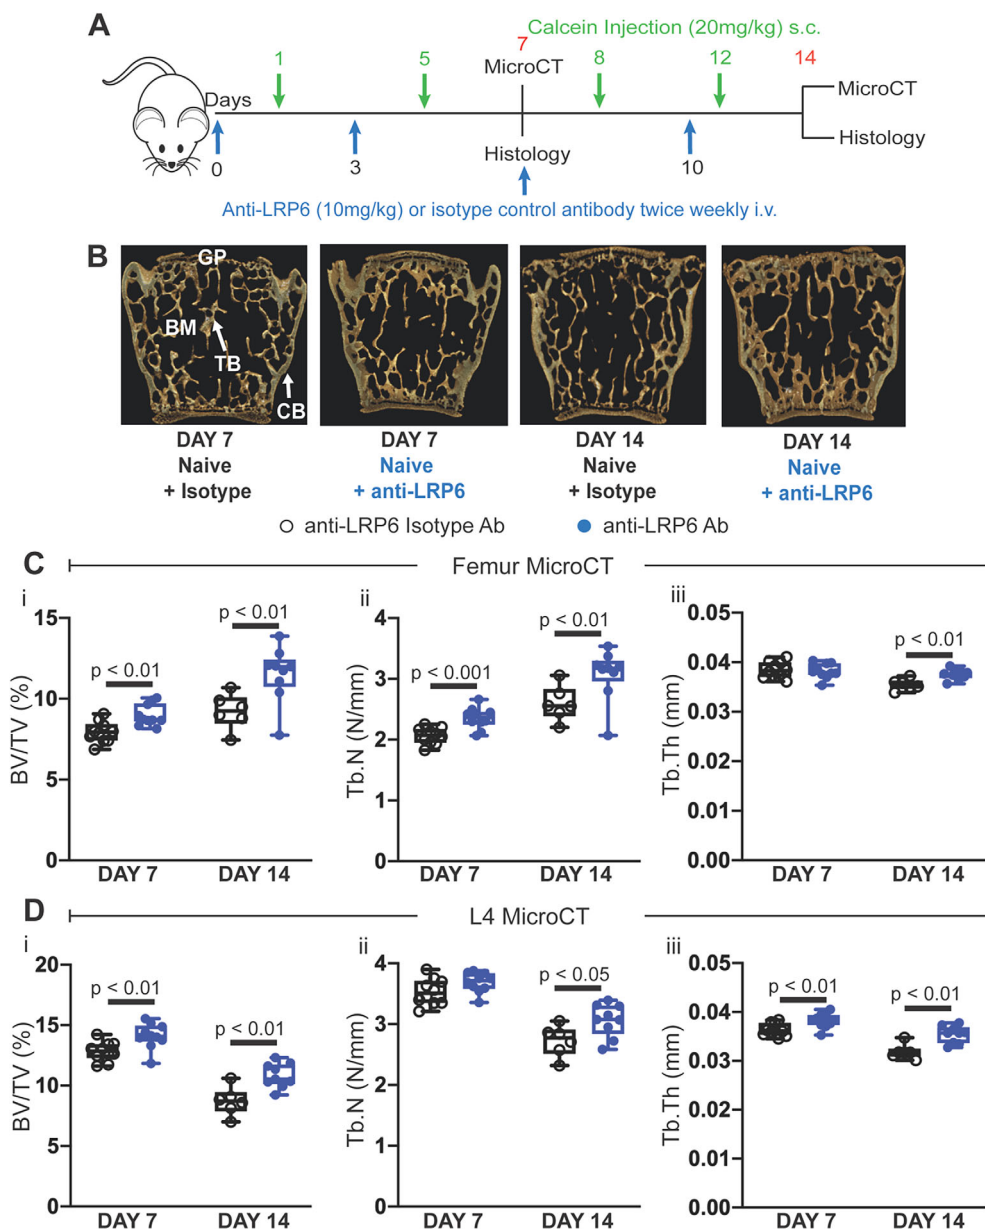 A
Calcein Injection (20mg/kg) s.c.
1
5
7
8
12
14
MicroCT
MicroCT
Days
Histology
Histology
0
3
10
Anti-LRP6 (10mg/kg) or isotype control antibody twice weekly i.v.
B
GP
BM
TB
CB
DAY 7
Naive
+ Isotype
DAY 7
Naive
+ anti-LRP6
DAY 14
Naive
+ Isotype
DAY 14
Naive
+ anti-LRP6
anti-LRP6 Isotype Ab
anti-LRP6 Ab
C
Femur MicroCT
i
BV/TV (%)
15
10
5
0
p < 0.01
p < 0.01
DAY 7
DAY 14
ii
Tb.N (N/mm)
4
3
2
1
0
p < 0.001
p < 0.01
DAY 7
DAY 14
iii
Tb.Th (mm)
0.05
0.04
0.03
0.02
0.01
0.00
p < 0.01
DAY 7
DAY 14
D
L4 MicroCT
i
BV/TV (%)
20
15
10
5
0
p < 0.01
p < 0.01
DAY 7
DAY 14
ii
Tb.N (N/mm)
4
3
2
1
0
p < 0.05
DAY 7
DAY 14
iii
Tb.Th (mm)
0.05
0.04
0.03
0.02
0.01
0.00
p < 0.01
p < 0.01
DAY 7
DAY 14